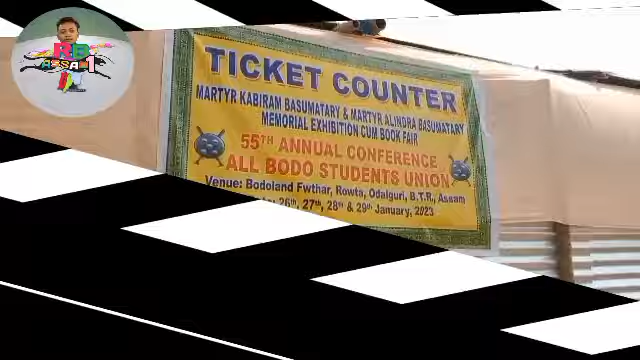 RB
ASSAM 1
TICKET COUNTER
MARTYR KABIRAM BASUMATARY & MARTYR ALINDRA BASUMATARY
MEMORIAL EXHIBITION CUM BOOK FAIR
55TH ANNUAL CONFERENCE
ALL BODO STUDENTS UNION
Venue: Bodoland Fwthar, Rowta, Odalguri, B.T.R., Assam
26th, 27th, 28th & 29th January, 2023